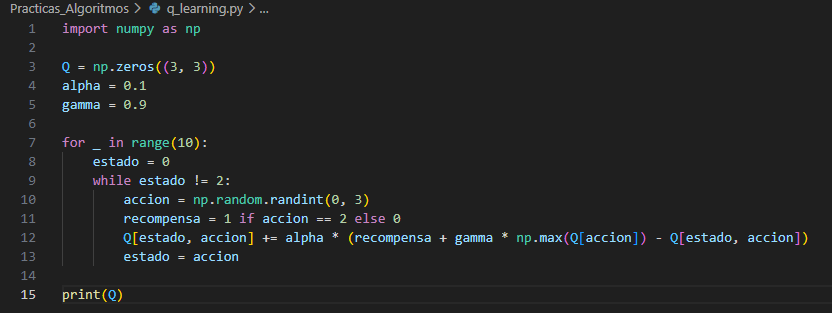 Practicas_Algoritmos > q_learning.py > ...
1 import numpy as np
2
3 Q = np.zeros((3, 3))
4 alpha = 0.1
5 gamma = 0.9
6
7 for _ in range(10):
8     estado = 0
9     while estado != 2:
10         accion = np.random.randint(0, 3)
11         recompensa = 1 if accion == 2 else 0
12         Q[estado, accion] += alpha * (recompensa + gamma * np.max(Q[accion]) - Q[estado, accion])
13         estado = accion
14
15 print(Q)